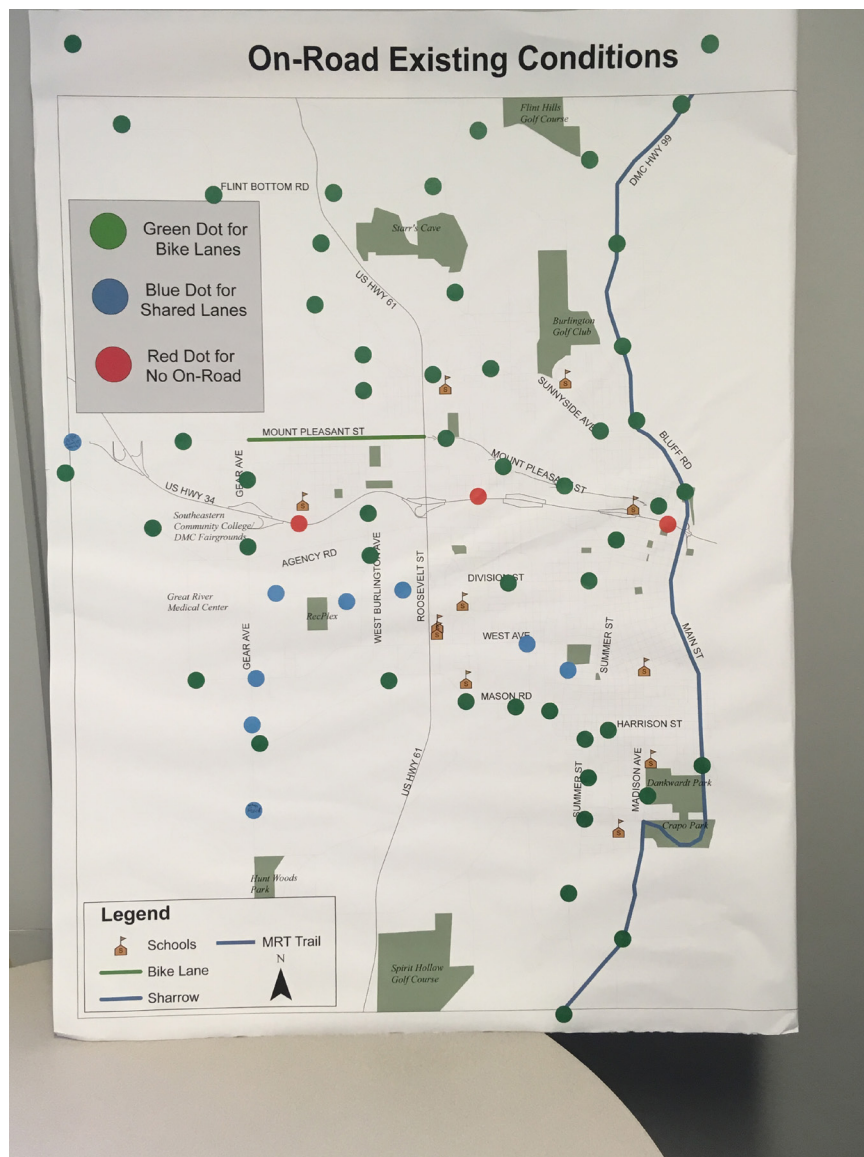 On-Road Existing Conditions
Flint Hills
Golf Course
DMC HWY 99
FLINT BOTTOM RD
Green Dot for
Bike Lanes
Blue Dot for
Shared Lanes
Red Dot for
No On-Road
Starr's Cave
US HWY 61
Burlington
Golf Club
SUNNYSIDE AVE
MOUNT PLEASANT ST
BLUFF RD
GEAR AVE
MOUNT PLEASANT ST
US HWY 34
Southeastern
Community College/
DMC Fairgrounds
AGENCY RD
WEST BURLINGTON AVE
ROOSEVELT ST
DIVISION ST
Great River
Medical Center
RecPlex
GEAR AVE
WEST AVE
SUMMER ST
MAIN ST
MASON RD
HARRISON ST
US HWY 61
SUMMER ST
MADISON AVE
Dankwardt Park
Crapo Park
Hunt Woods
Park
Spirit Hollow
Golf Course
Legend
Schools
MRT Trail
Bike Lane
N
Sharrow
S
S
S
S
S
S
S
S
S
S
S